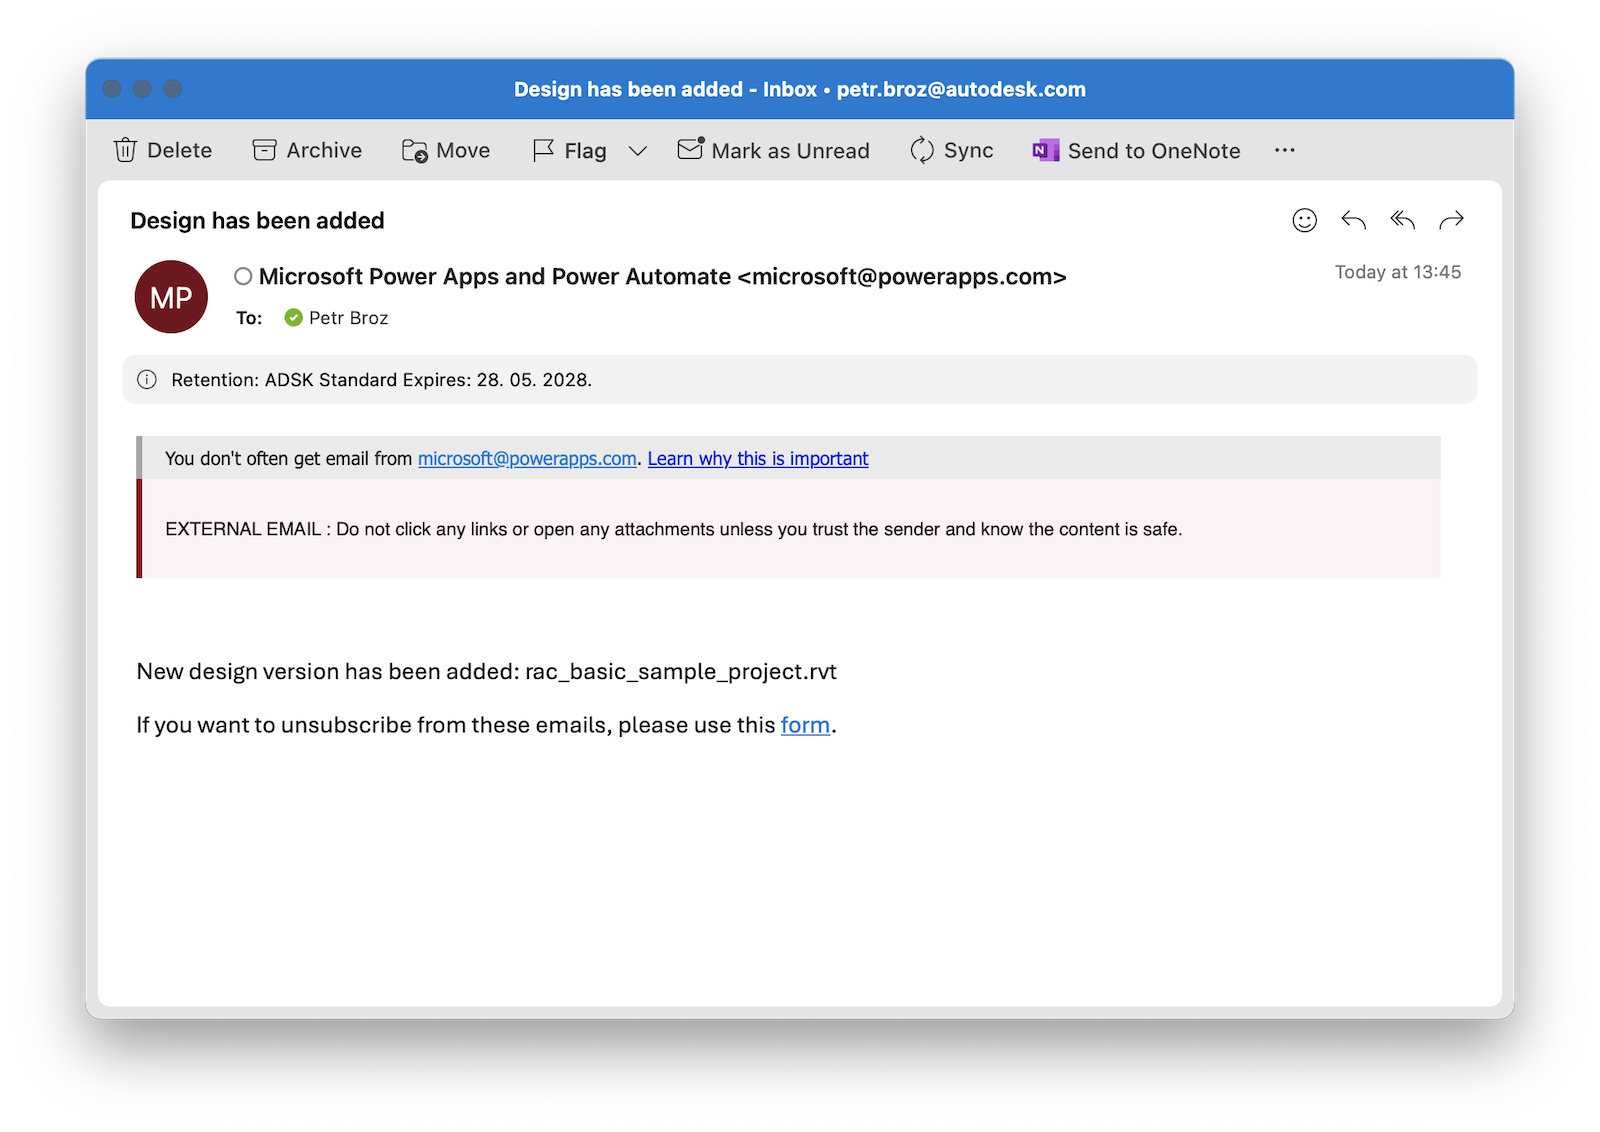 Design has been added - Inbox • petr.broz@autodesk.com
Delete Archive Move Flag Mark as Unread Sync N Send to OneNote ...
Design has been added
MP
Microsoft Power Apps and Power Automate <microsoft@powerapps.com>
Today at 13:45
To: Petr Broz
Retention: ADSK Standard Expires: 28. 05. 2028.
You don't often get email from microsoft@powerapps.com. Learn why this is important
EXTERNAL EMAIL : Do not click any links or open any attachments unless you trust the sender and know the content is safe.
New design version has been added: rac_basic_sample_project.rvt
If you want to unsubscribe from these emails, please use this form.